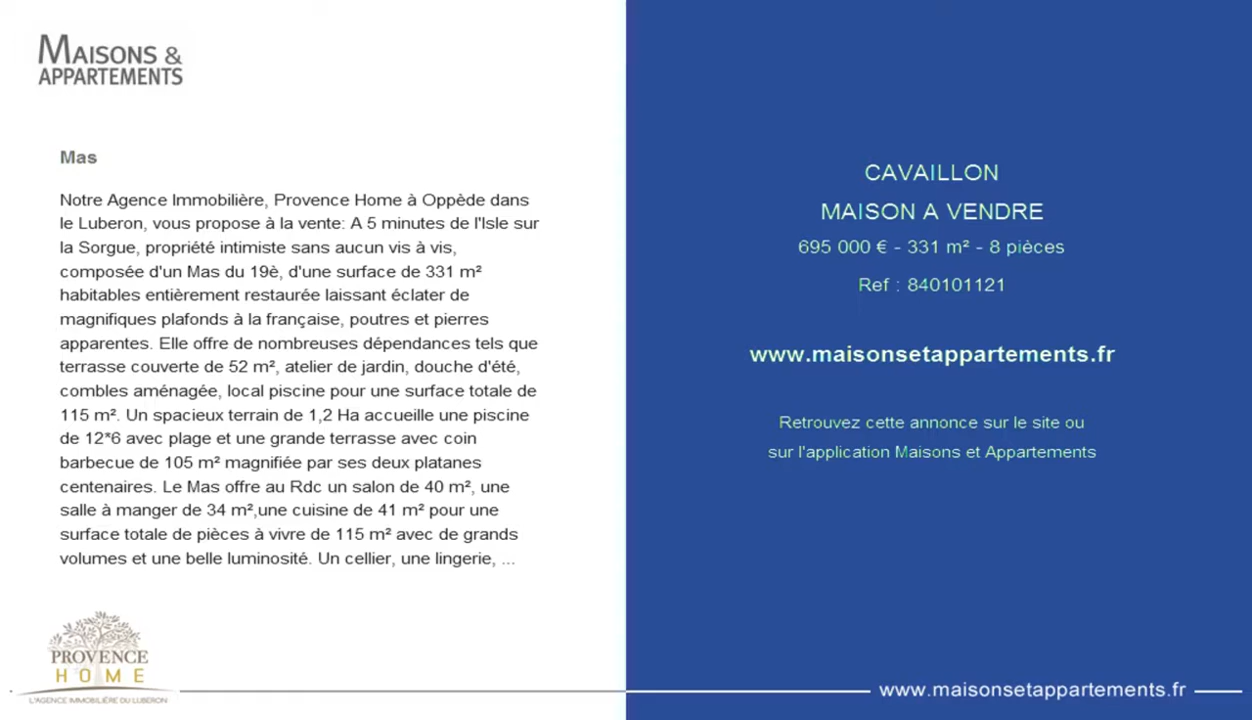 MAISONS &
APPARTEMENTS
Mas
Notre Agence Immobilière, Provence Home à Oppède dans
le Luberon, vous propose à la vente: A 5 minutes de l'Isle sur
la Sorgue, propriété intimiste sans aucun vis à vis,
composée d'un Mas du 19è, d'une surface de 331 m²
habitables entièrement restaurée laissant éclater de
magnifiques plafonds à la française, poutres et pierres
apparentes. Elle offre de nombreuses dépendances tels que
terrasse couverte de 52 m², atelier de jardin, douche d'été,
combles aménagée, local piscine pour une surface totale de
115 m². Un spacieux terrain de 1,2 Ha accueille une piscine
de 12*6 avec plage et une grande terrasse avec coin
barbecue de 105 m² magnifiée par ses deux platanes
centenaires. Le Mas offre au Rdc un salon de 40 m², une
salle à manger de 34 m²,une cuisine de 41 m² pour une
surface totale de pièces à vivre de 115 m² avec de grands
volumes et une belle luminosité. Un cellier, une lingerie, ...
PROVENCE
HOME
L'AGENCE IMMOBILIÈRE DU LUBERON
CAVAILLON
MAISON A VENDRE
695 000 € - 331 m² - 8 pièces
Ref : 840101121
www.maisonsetappartements.fr
Retrouvez cette annonce sur le site ou
sur l'application Maisons et Appartements
www.maisonsetappartements.fr